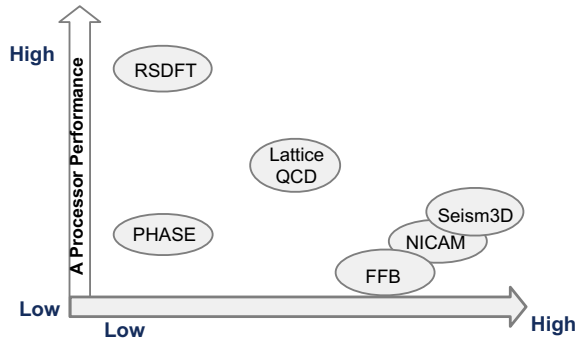 High
A Processor Performance
RSDFT
Lattice
QCD
Seism3D
PHASE
NICAM
FFB
Low
Low
High